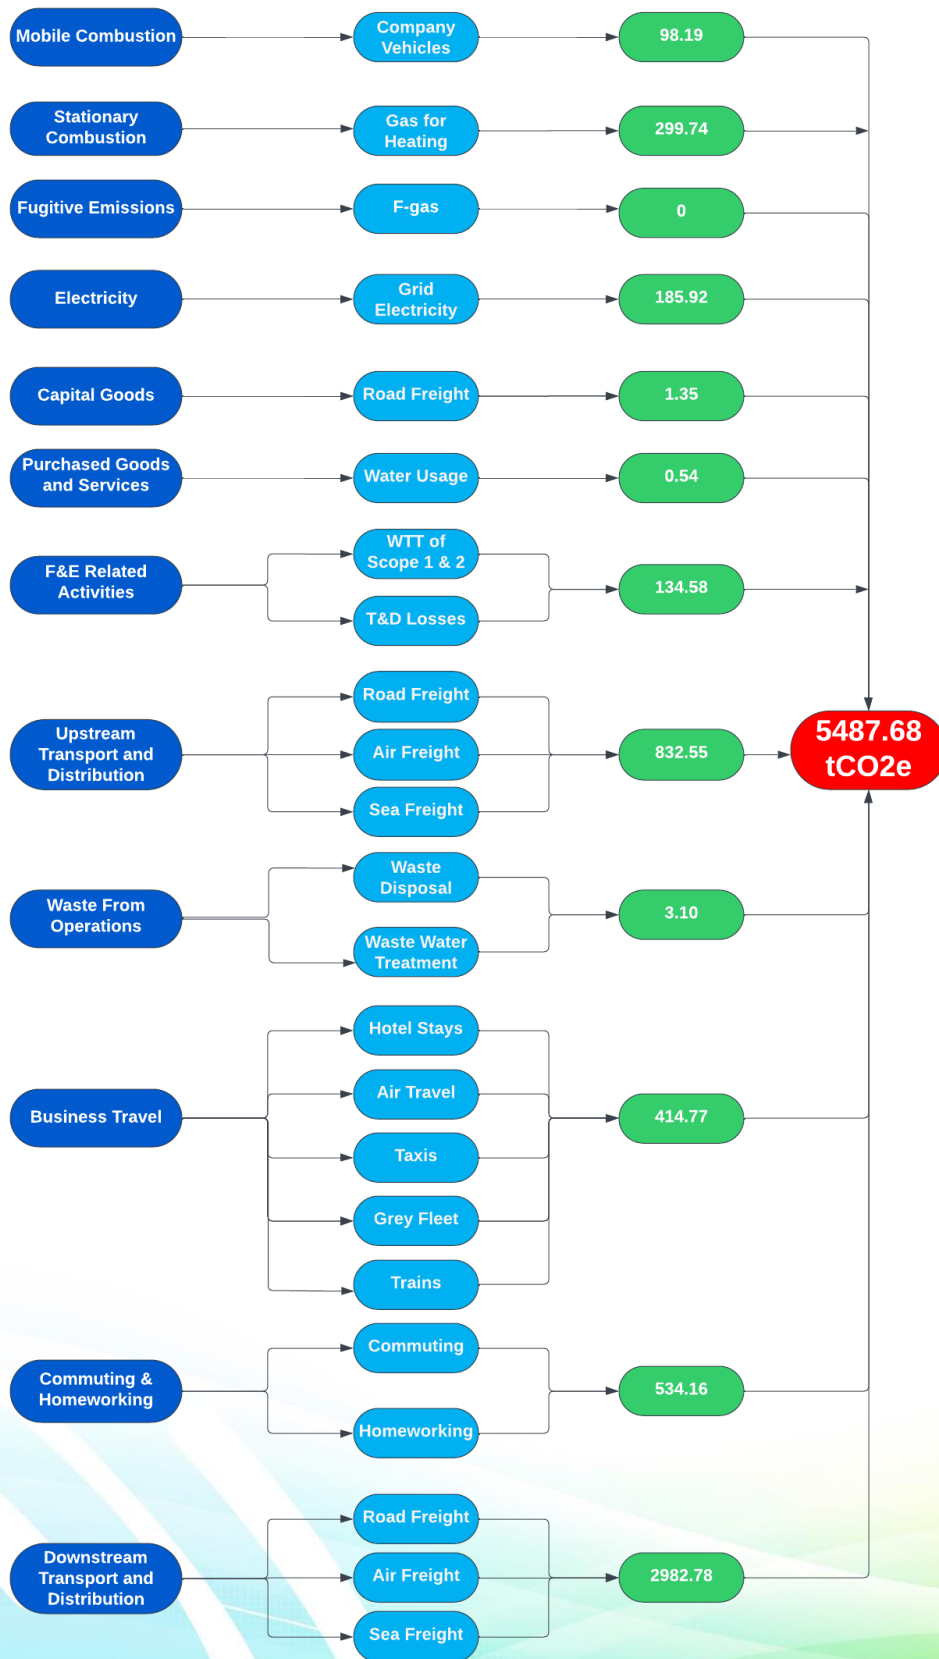 Mobile Combustion
Company
Vehicles
98.19
Stationary
Combustion
Gas for
Heating
299.74
Fugitive Emissions
F-gas
0
Electricity
Grid
Electricity
185.92
Capital Goods
Road Freight
1.35
Purchased Goods
and Services
Water Usage
0.54
F&E Related
Activities
WTT of
Scope 1 & 2
T&D Losses
134.58
Upstream
Transport and
Distribution
Road Freight
Air Freight
Sea Freight
832.55
5487.68
tCO2e
Waste From
Operations
Waste
Disposal
Waste Water
Treatment
3.10
Business Travel
Hotel Stays
Air Travel
Taxis
Grey Fleet
Trains
414.77
Commuting &
Homeworking
Commuting
Homeworking
534.16
Downstream
Transport and
Distribution
Road Freight
Air Freight
Sea Freight
2982.78